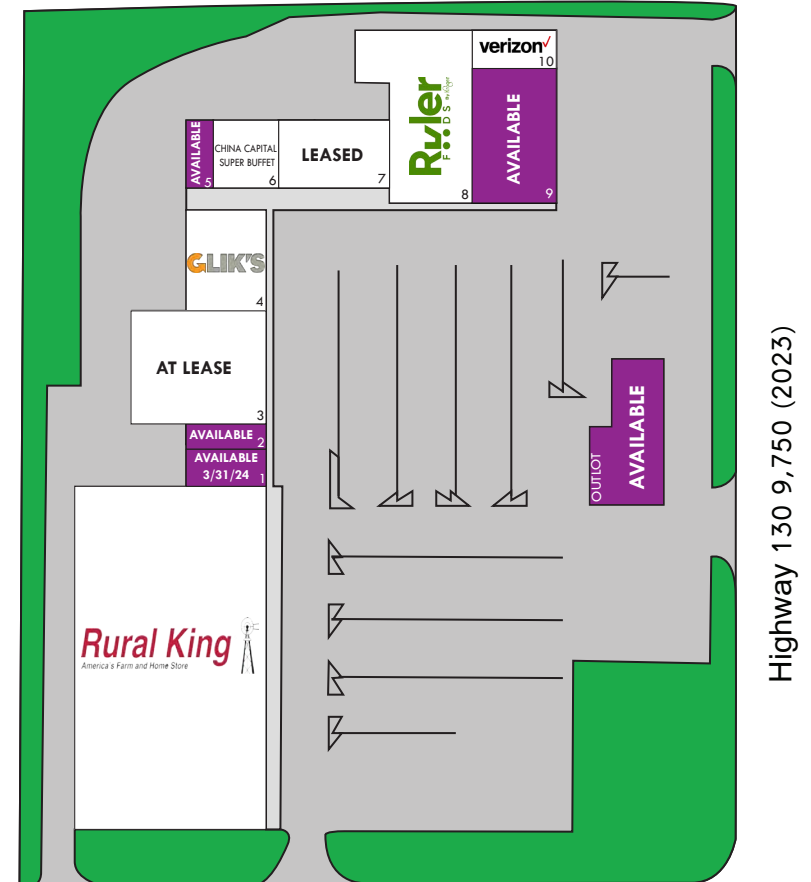 verizon✓
10
Ruler
FOODS
8
AVAILABLE
9
AVAILABLE
5
CHINA CAPITAL
SUPER BUFFET
6
LEASED
7
GLIK'S
4
AT LEASE
3
AVAILABLE
2
AVAILABLE
3/31/24
1
OUTLOT
AVAILABLE
Highway 130 9,750 (2023)
Rural King
America's Farm and Home Store